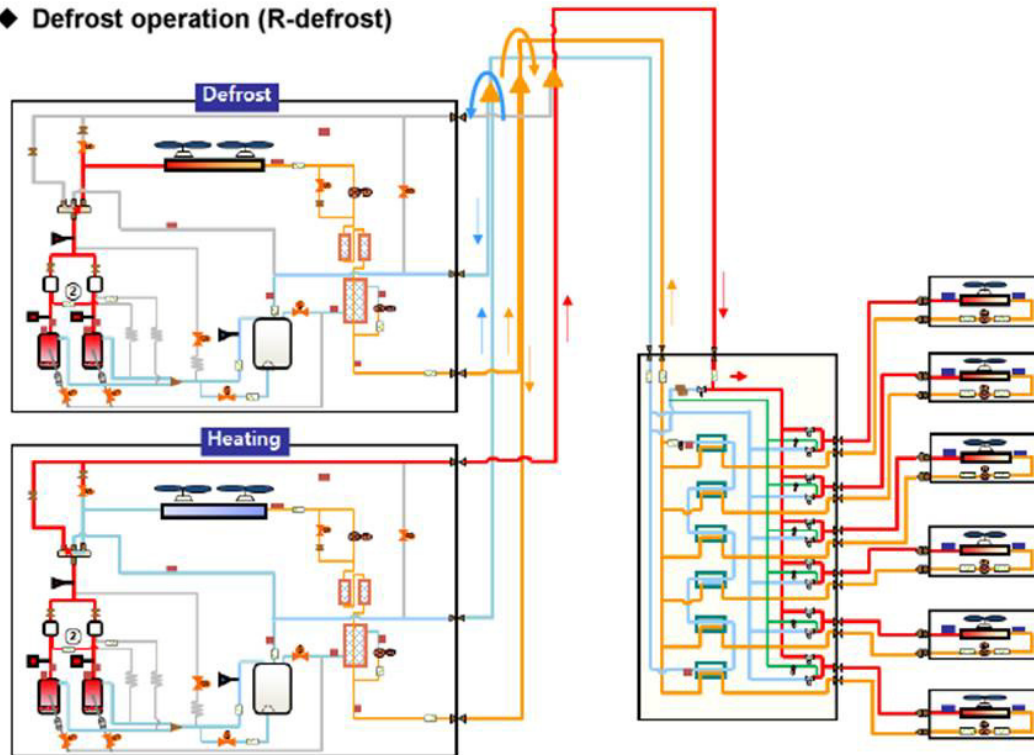 ◆ Defrost operation (R-defrost)
Defrost
②
Heating
②